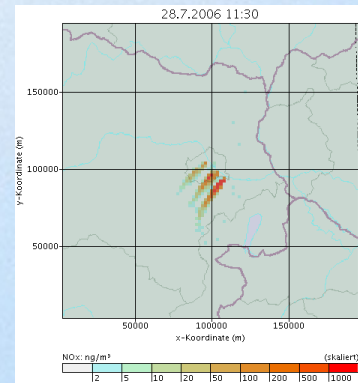 28.7.2006 11:30
y-Koordinate (m)
150000
100000
50000
50000 100000 150000
x-Koordinate (m)
NOx: ng/m³ (skaliert)
2 5 10 20 50 100 200 500 1000